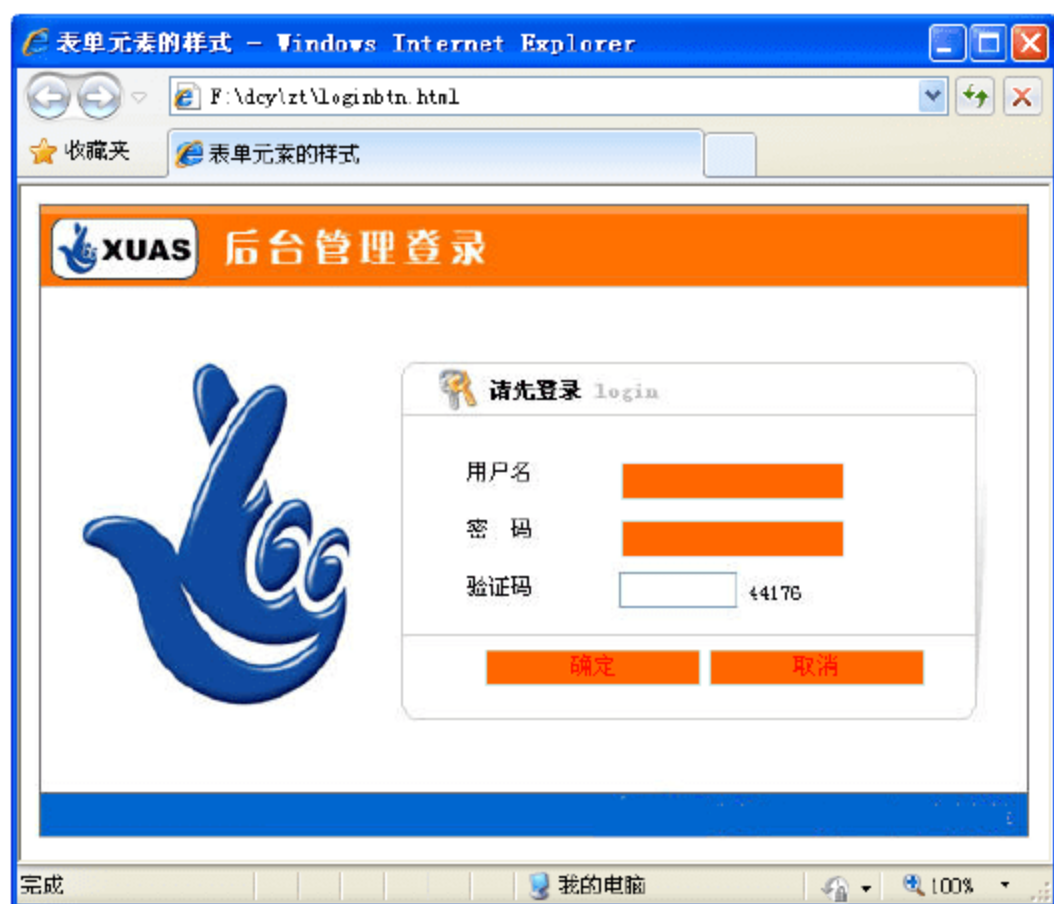 表单元素的样式 - Windows Internet Explorer
F:\dcy\zt\loginbtn.html
收藏夹
表单元素的样式
XUAS 后台管理登录
请先登录 login
用户名
密 码
验证码 44176
确定 取消
完成 我的电脑 100%